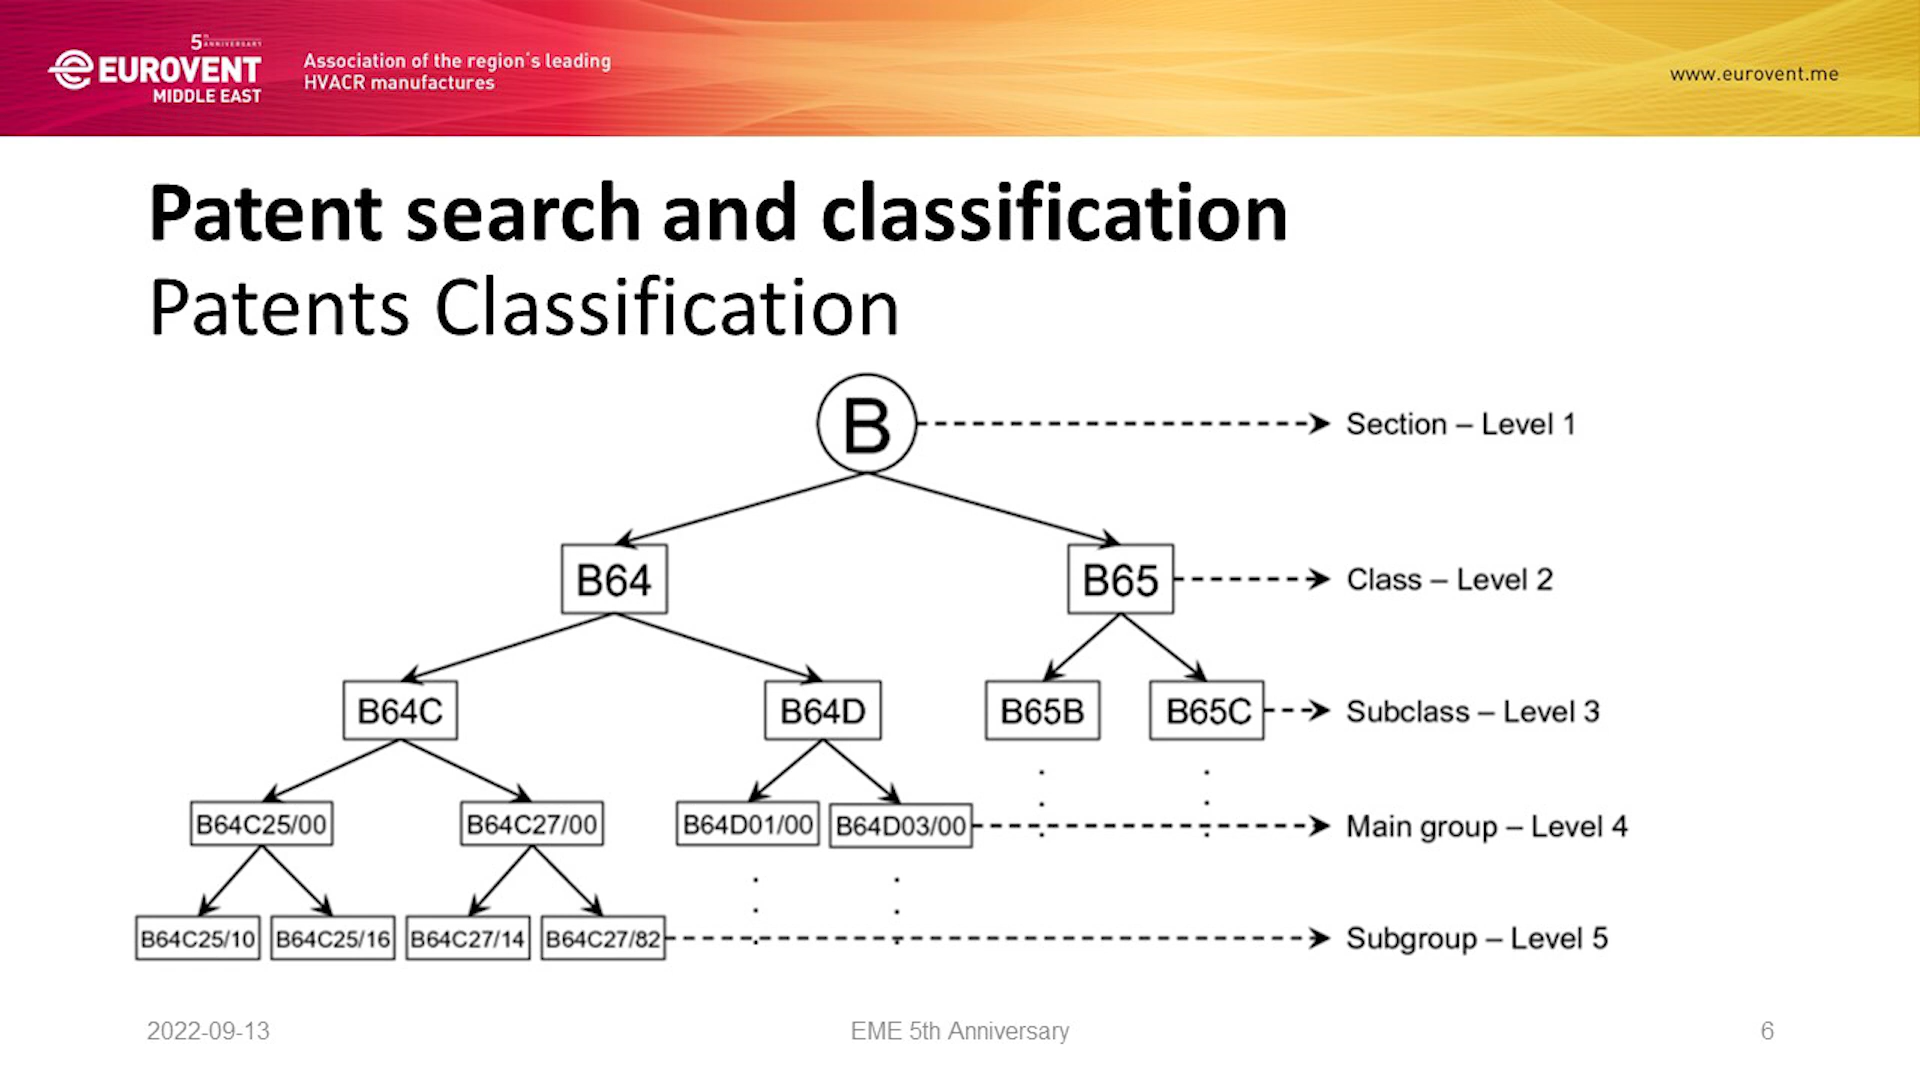 5th ANNIVERSARY
EUROVENT
MIDDLE EAST
Association of the region's leading
HVACR manufactures
www.eurovent.me
Patent search and classification
Patents Classification
B
Section – Level 1
B64
B65
Class – Level 2
B64C
B64D
B65B
B65C
Subclass – Level 3
B64C25/00
B64C27/00
B64D01/00
B64D03/00
Main group – Level 4
B64C25/10
B64C25/16
B64C27/14
B64C27/82
Subgroup – Level 5
2022-09-13
EME 5th Anniversary
6